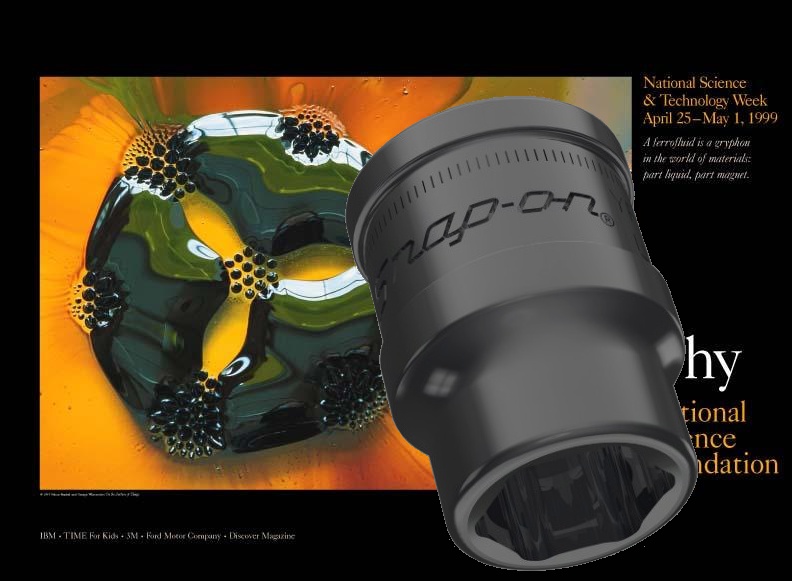 National Science
& Technology Week
April 25–May 1, 1999
A ferrofluid is a gryphon
in the world of materials:
part liquid, part magnet.
snap-on®
hy
tional
ence
ndation
IBM • TIME For Kids • 3M • Ford Motor Company • Discover Magazine